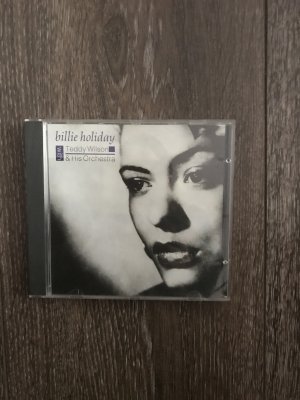 billie holiday
WITH
Teddy Wilson
& His Orchestra